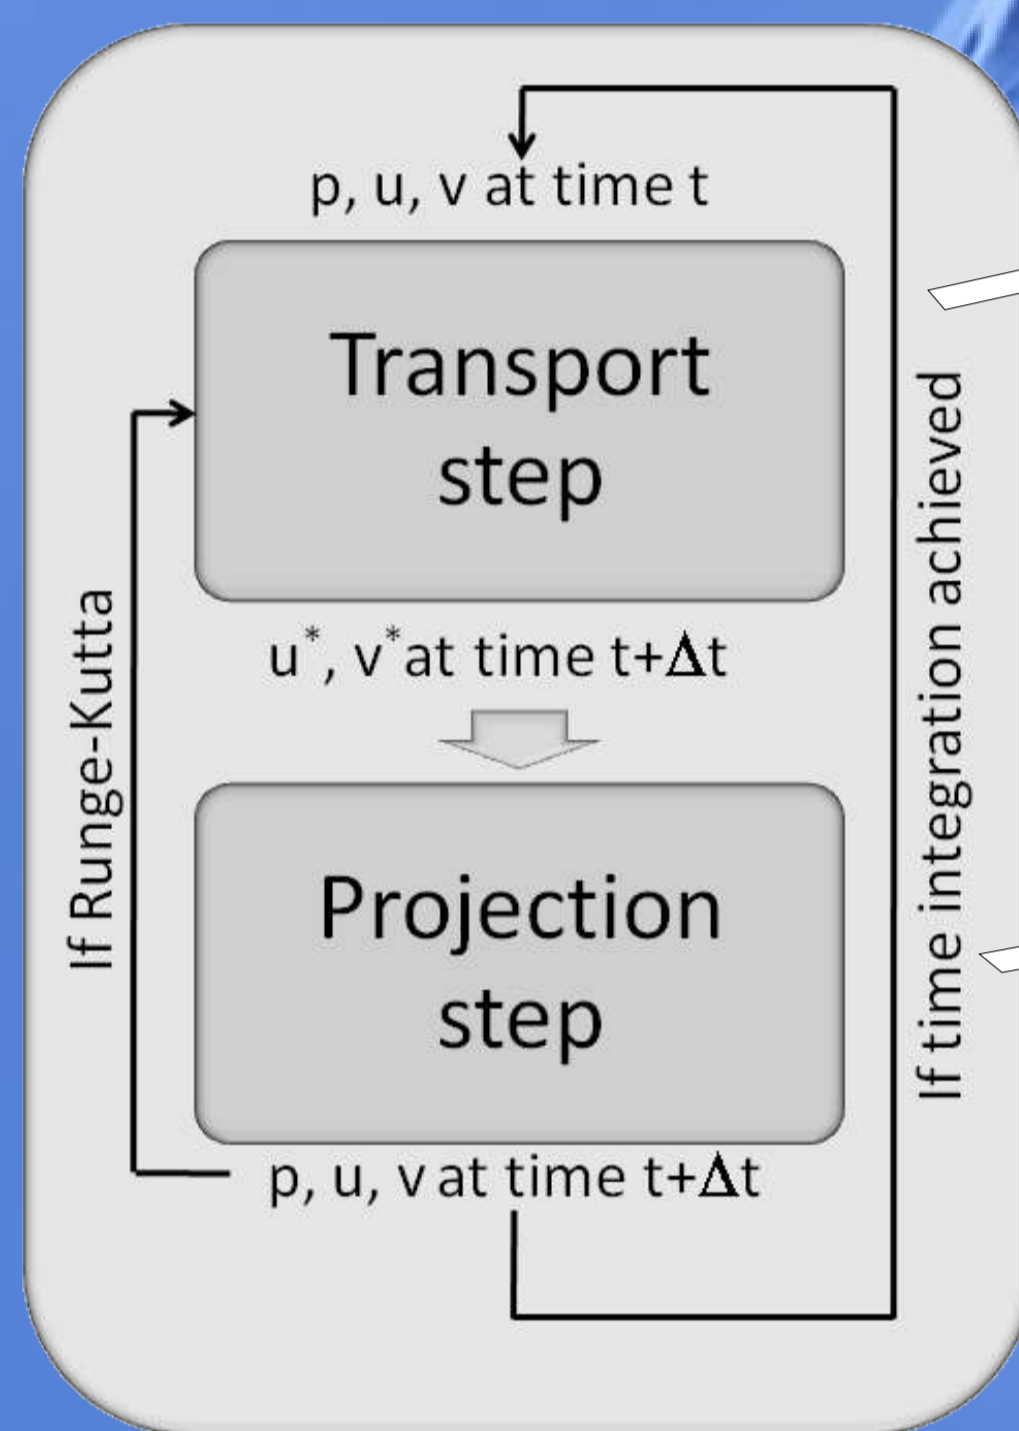 p, u, v at time t
Transport
step
u*, v* at time t+Δt
Projection
step
p, u, v at time t+Δt
If Runge-Kutta
If time integration achieved